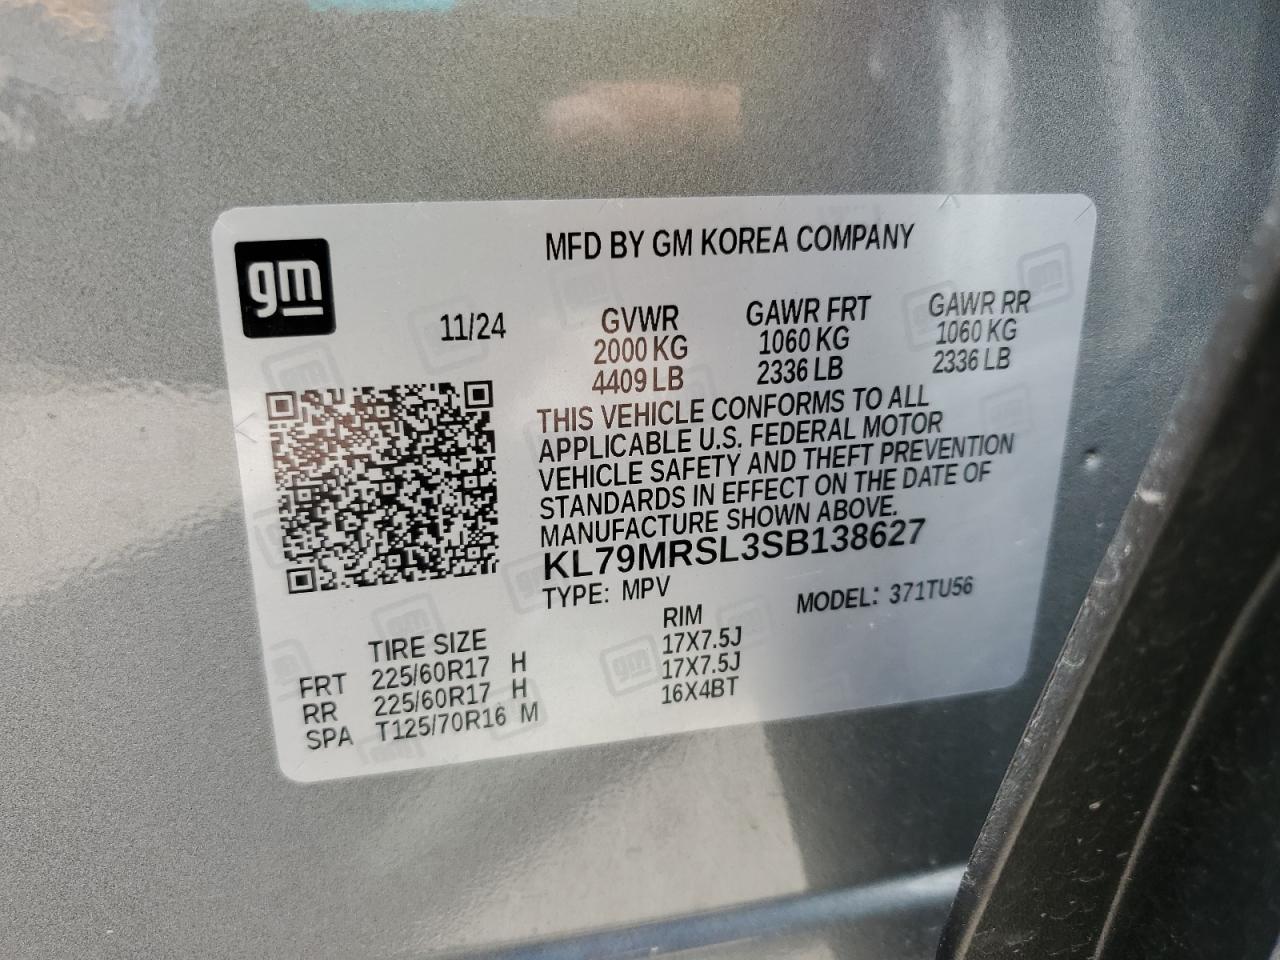 gm
MFD BY GM KOREA COMPANY
11/24
GVWR GAWR FRT GAWR RR
2000 KG 1060 KG 1060 KG
4409 LB 2336 LB 2336 LB
THIS VEHICLE CONFORMS TO ALL
APPLICABLE U.S. FEDERAL MOTOR
VEHICLE SAFETY AND THEFT PREVENTION
STANDARDS IN EFFECT ON THE DATE OF
MANUFACTURE SHOWN ABOVE.
KL79MRSL3SB138627
TYPE: MPV MODEL: 371TU56
TIRE SIZE RIM
FRT 225/60R17 H 17X7.5J
RR 225/60R17 H 17X7.5J
SPA T125/70R16 M 16X4BT